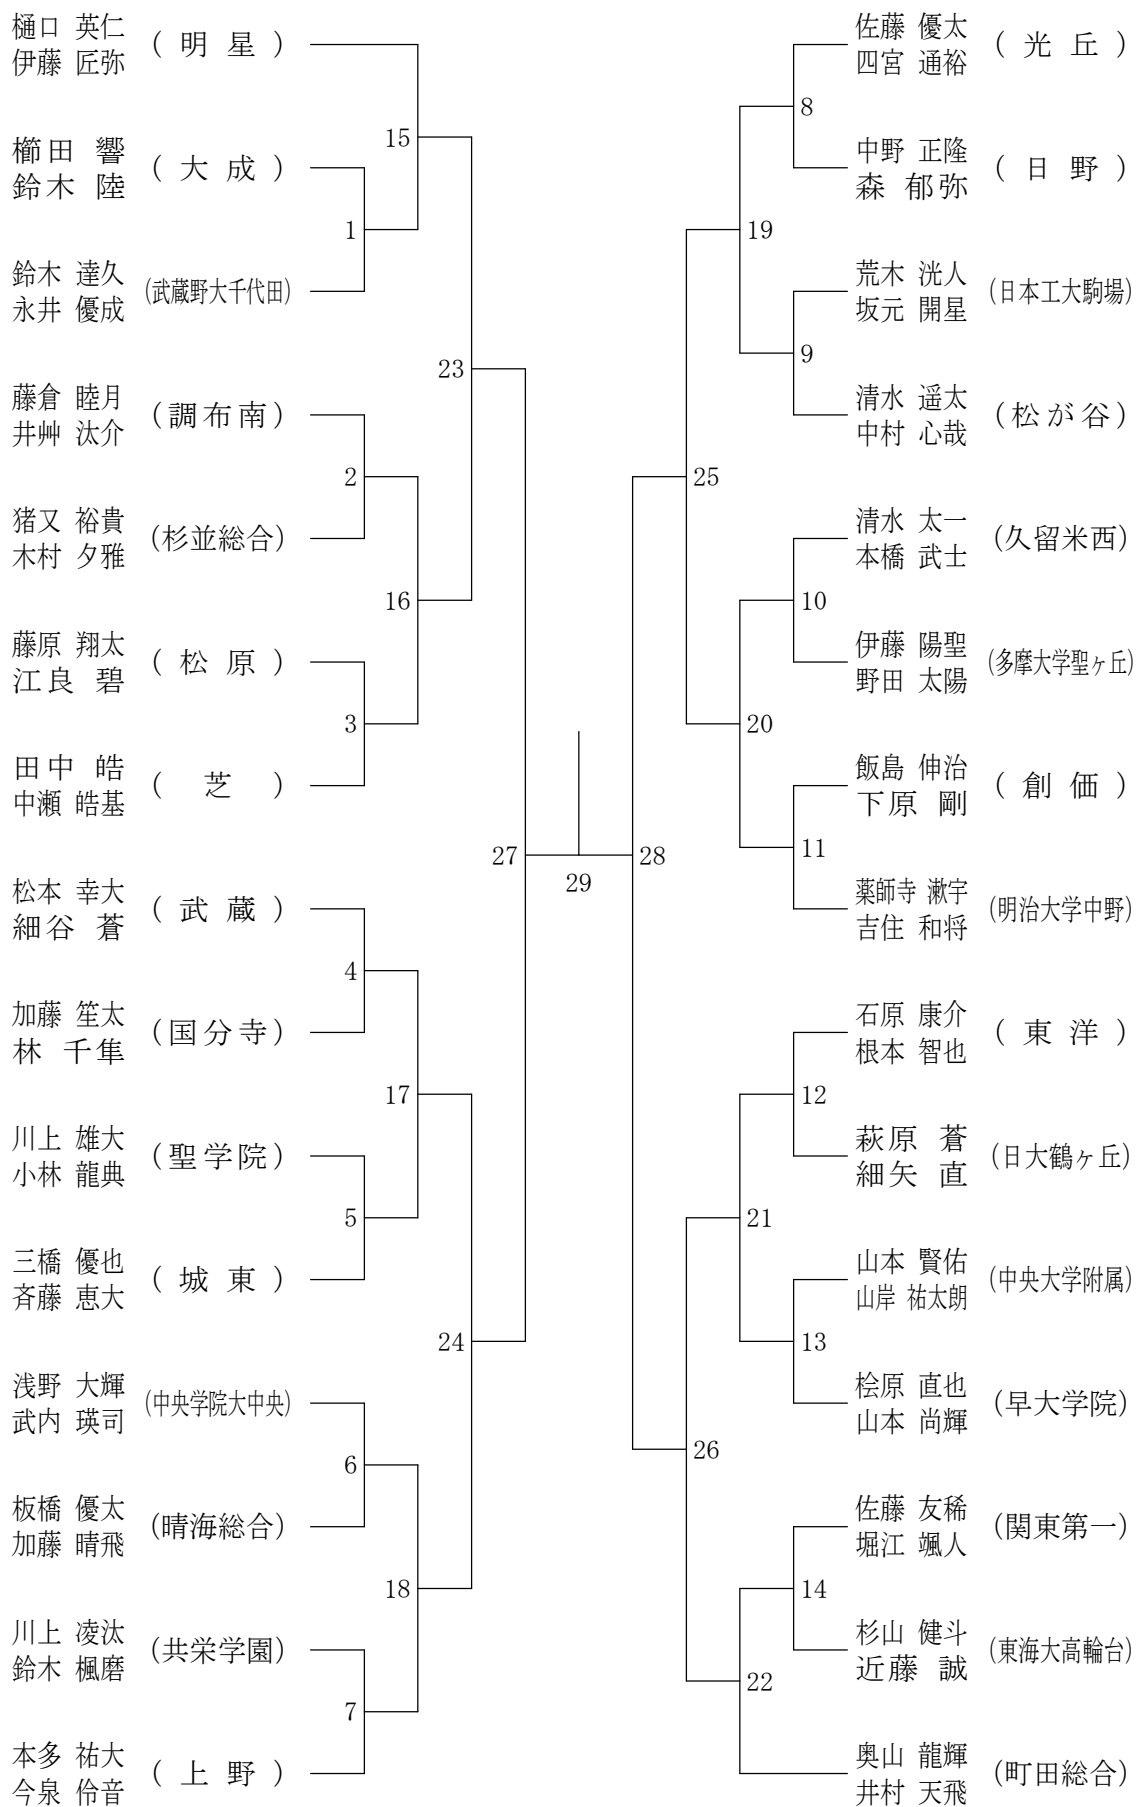 樋口 英仁
伊藤 匠弥
( 明 星 )
櫛田 響
鈴木 陸
( 大 成 )
鈴木 達久
永井 優成
(武蔵野大千代田)
藤倉 睦月
井艸 汰介
(調布南)
猪又 裕貴
木村 夕雅
(杉並総合)
藤原 翔太
江良 碧
( 松 原 )
田中 皓
中瀬 皓基
( 芝 )
松本 幸大
細谷 蒼
( 武 蔵 )
加藤 笙太
林 千隼
(国分寺)
川上 雄大
小林 龍典
(聖学院)
三橋 優也
斉藤 恵大
( 城 東 )
浅野 大輝
武内 瑛司
(中央学院大中央)
板橋 優太
加藤 晴飛
(晴海総合)
川上 凌汰
鈴木 楓磨
(共栄学園)
本多 祐大
今泉 伶音
( 上 野 )
1
2
3
4
5
6
7
15
16
17
18
23
24
27
29
28
25
26
19
20
21
22
8
9
10
11
12
13
14
佐藤 優太
四宮 通裕
( 光 丘 )
中野 正隆
森 郁弥
( 日 野 )
荒木 洸人
坂元 開星
(日本工大駒場)
清水 遥太
中村 心哉
(松が谷)
清水 太一
本橋 武士
(久留米西)
伊藤 陽聖
野田 太陽
(多摩大学聖ヶ丘)
飯島 伸治
下原 剛
( 創 価 )
薬師寺 漱宇
吉住 和将
(明治大学中野)
石原 康介
根本 智也
( 東 洋 )
萩原 蒼
細矢 直
(日大鶴ヶ丘)
山本 賢佑
山岸 祐太朗
(中央大学附属)
桧原 直也
山本 尚輝
(早大学院)
佐藤 友稀
堀江 颯人
(関東第一)
杉山 健斗
近藤 誠
(東海大高輪台)
奥山 龍輝
井村 天飛
(町田総合)